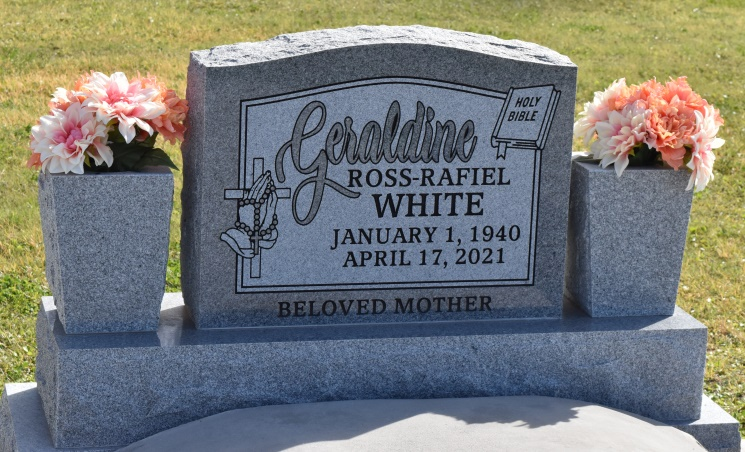 HOLY
BIBLE
Geraldine
ROSS-RAFIEL
WHITE
JANUARY 1, 1940
APRIL 17, 2021
BELOVED MOTHER